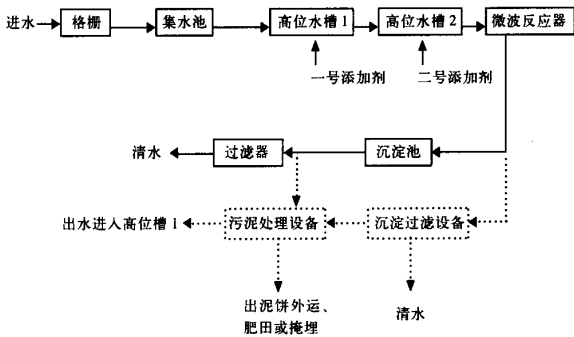 进水
格栅
集水池
高位水槽1
高位水槽2
微波反应器
一号添加剂
二号添加剂
清水
过滤器
沉淀池
出水进入高位槽1
污泥处理设备
沉淀过滤设备
出泥饼外运、
肥田或掩埋
清水